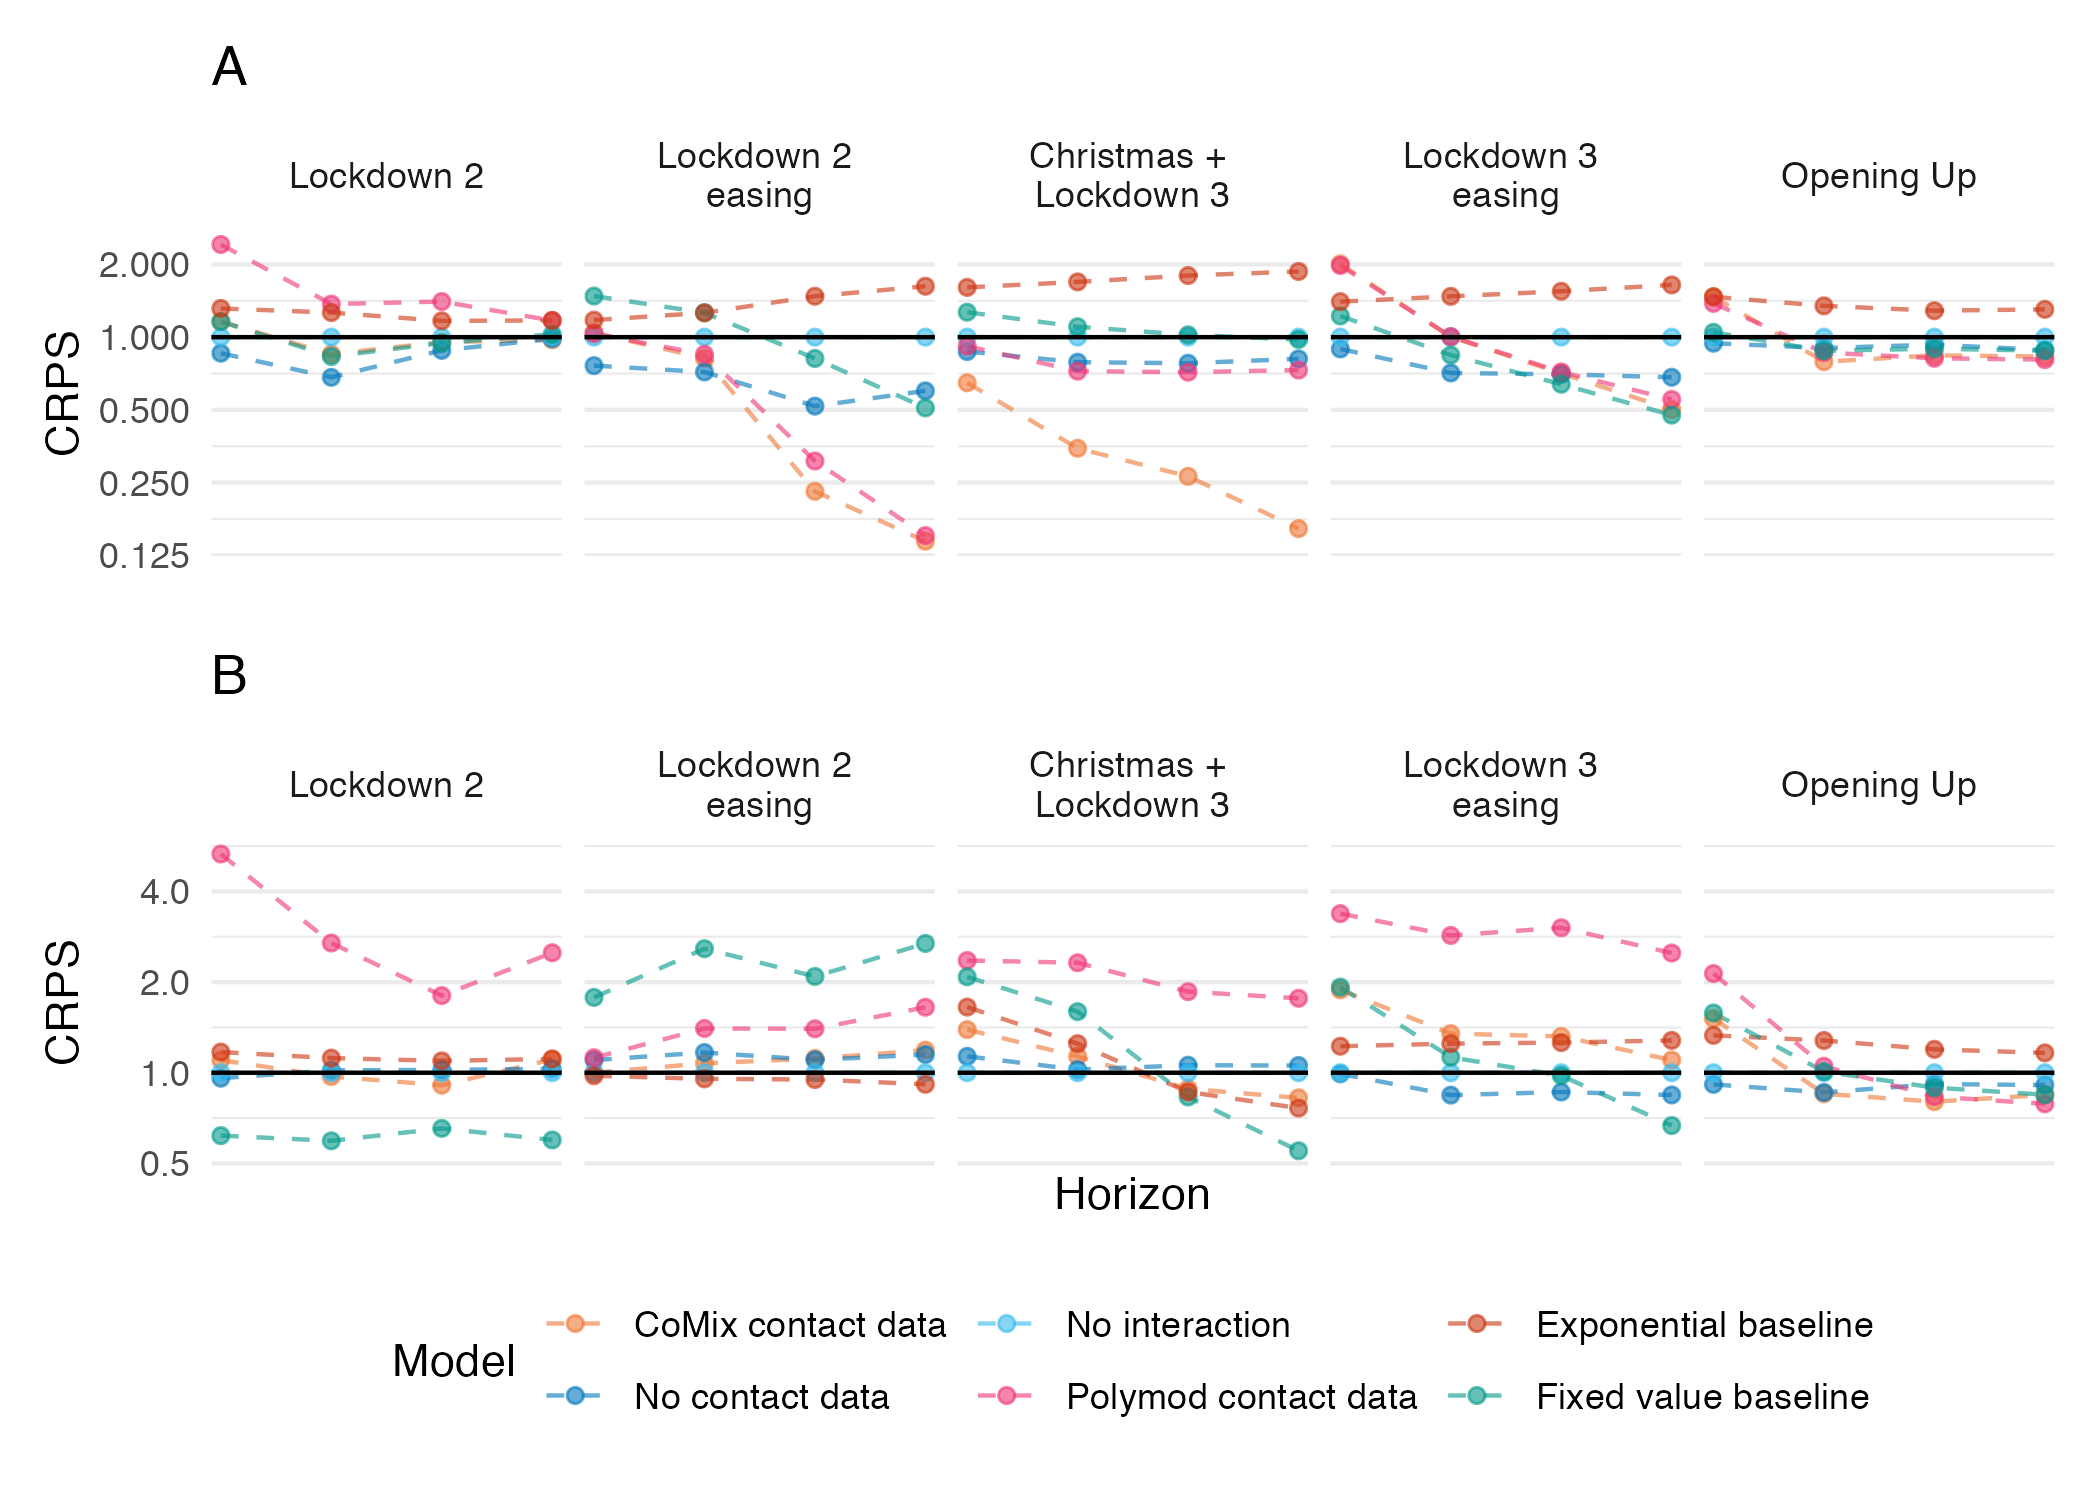 A
Lockdown 2
Lockdown 2
easing
Christmas +
Lockdown 3
Lockdown 3
easing
Opening Up
CRPS
2.000
1.000
0.500
0.250
0.125
B
Lockdown 2
Lockdown 2
easing
Christmas +
Lockdown 3
Lockdown 3
easing
Opening Up
CRPS
4.0
2.0
1.0
0.5
Horizon
Model
CoMix contact data
No interaction
Exponential baseline
No contact data
Polymod contact data
Fixed value baseline